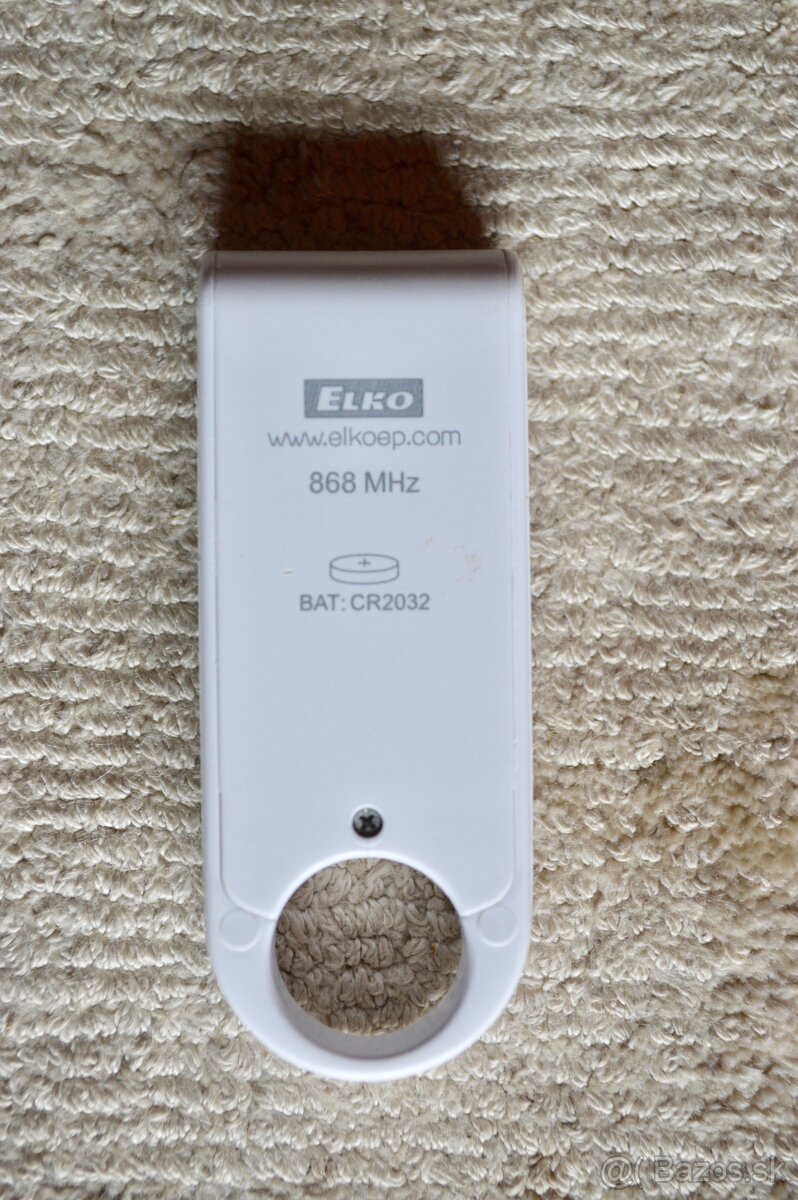 ELKO
www.elkoep.com
868 MHz
+
BAT: CR2032
@( Bazos.sk